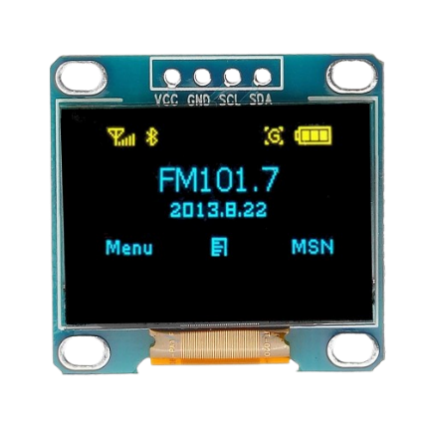 VCC GND SCL SDA
G
FM101.7
2013.8.22
Menu MSN